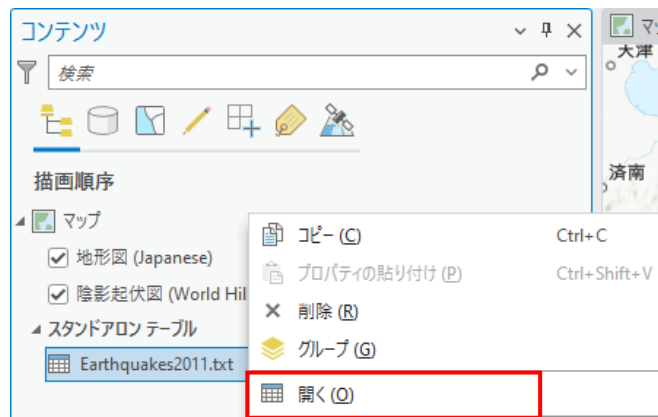 コンテンツ
検索
描画順序
マップ
地形図 (Japanese)
陰影起伏図 (World Hil
スタンドアロン テーブル
Earthquakes2011.txt
コピー (C) Ctrl+C
プロパティの貼り付け (P) Ctrl+Shift+V
削除 (R)
グループ (G)
開く(O)
マッ
天津
済南